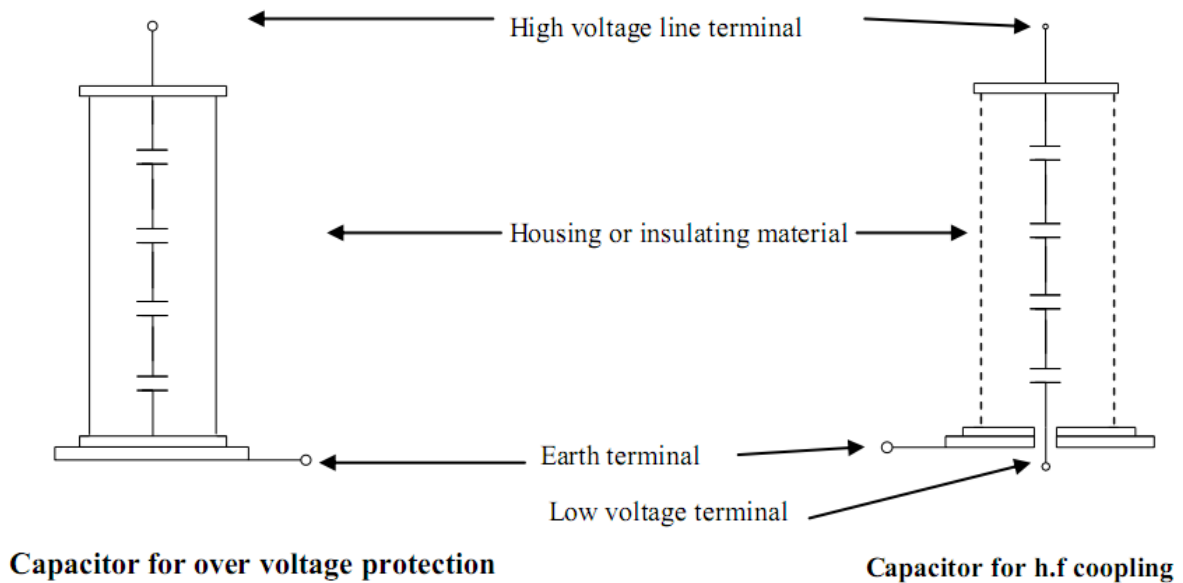 High voltage line terminal
Housing or insulating material
Earth terminal
Low voltage terminal
Capacitor for over voltage protection
Capacitor for h.f coopling